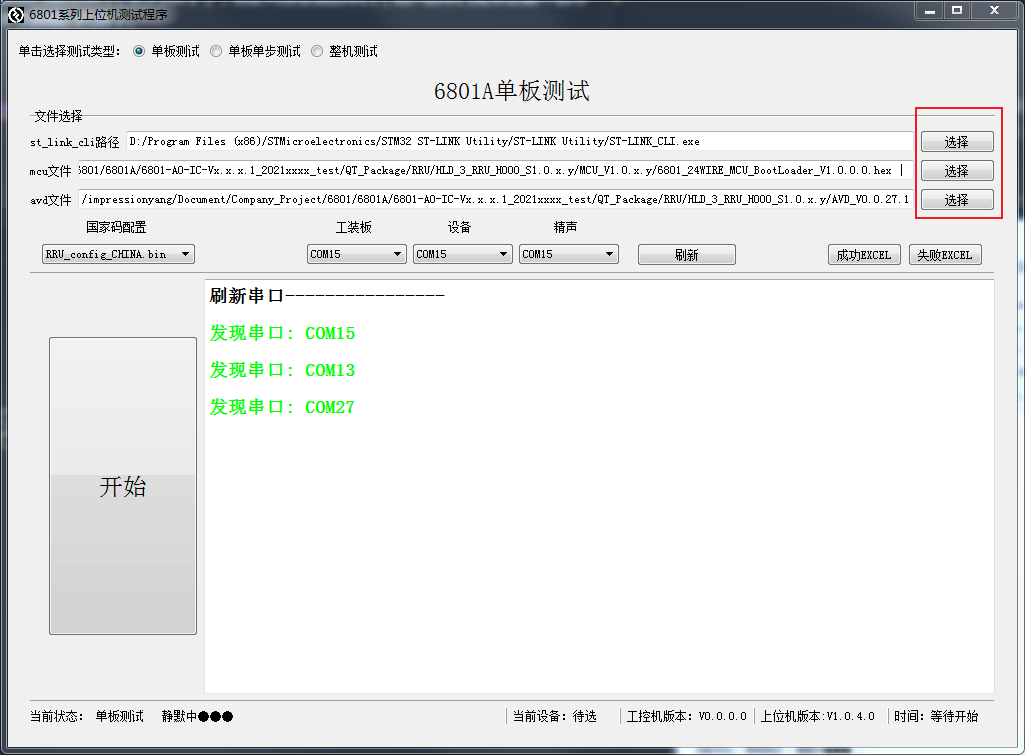 6801系列上位机测试程序
单击选择测试类型: 单板测试 单板单步测试 整机测试
6801A单板测试
文件选择
st_link_cli路径 D:/Program Files (x86)/STMicroelectronics/STM32 ST-LINK Utility/ST-LINK Utility/ST-LINK_CLI.exe 选择
mcu文件 6801/6801A/6801-AO-IC-Vx.x.x.1_2021xxxx_test/QT_Package/RRU/HLD_3_RRU_H000_S1.0.x.y/MCU_V1.0.x.y/6801_24WIRE_MCU_BootLoader_V1.0.0.0.hex 选择
avd文件 /impressionyang/Document/Company_Project/6801/6801A/6801-AO-IC-Vx.x.x.1_2021xxxx_test/QT_Package/RRU/HLD_3_RRU_H000_S1.0.x.y/AVD_V0.0.27.1 选择
国家码配置 工装板 设备 精声
RRU_config_CHINA.bin COM15 COM15 COM15 刷新 成功EXCEL 失败EXCEL
刷新串口----------------
发现串口: COM15
发现串口: COM13
发现串口: COM27
开始
当前状态: 单板测试 静默中●●● 当前设备: 待选 工控机版本: V0.0.0.0 上位机版本:V1.0.4.0 时间: 等待开始